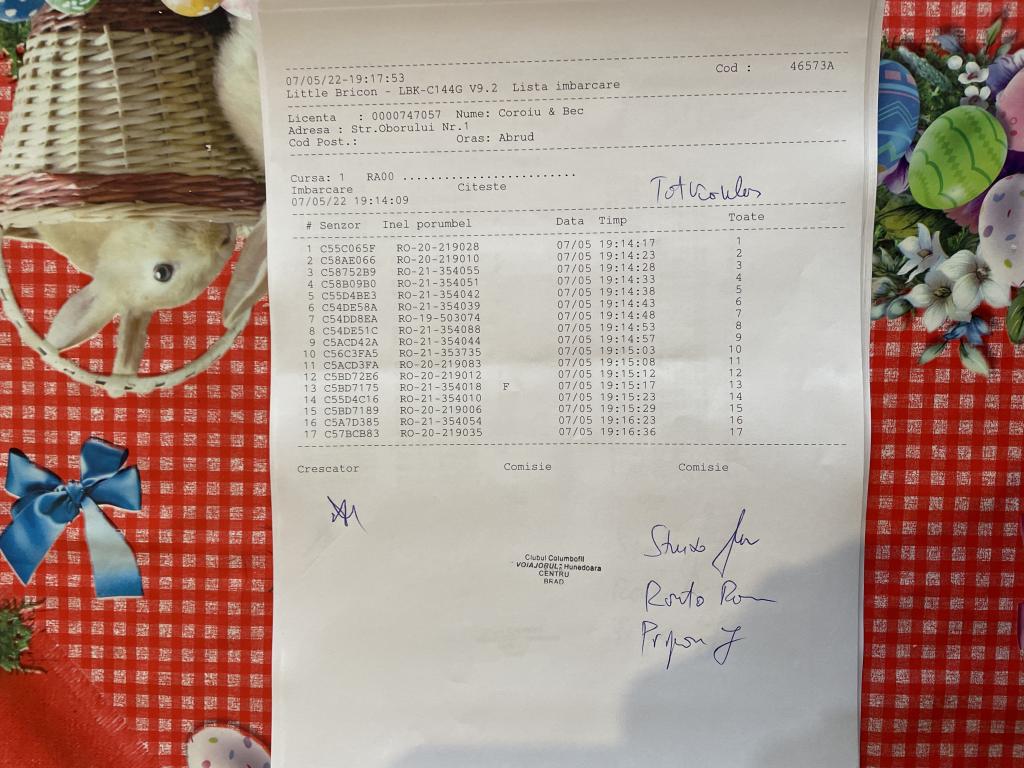 07/05/22-19:17:53 Cod : 46573A
Little Bricon - LBK-C144G V9.2 Lista imbarcare
Licenta : 0000747057 Nume: Coroiu & Bec
Adresa : Str.Oborului Nr.1
Cod Post.: Oras: Abrud
Cursa: 1 RA00 .........................
Imbarcare Citeste
07/05/22 19:14:09
# Senzor Inel porumbel Data Timp Toate
1 C55C065F RO-20-219028 07/05 19:14:17 1
2 C58AE066 RO-20-219010 07/05 19:14:23 2
3 C58752B9 RO-21-354055 07/05 19:14:28 3
4 C58B09B0 RO-21-354051 07/05 19:14:33 4
5 C55D4BE3 RO-21-354042 07/05 19:14:38 5
6 C54DE58A RO-21-354039 07/05 19:14:43 6
7 C54DD8EA RO-19-503074 07/05 19:14:48 7
8 C54DE51C RO-21-354088 07/05 19:14:53 8
9 C5ACD42A RO-21-354044 07/05 19:14:57 9
10 C56C3FA5 RO-21-353735 07/05 19:15:03 10
11 C5ACD3FA RO-20-219083 07/05 19:15:08 11
12 C5BD72E6 RO-20-219012 07/05 19:15:12 12
13 C5BD7175 RO-21-354018 F 07/05 19:15:17 13
14 C55D4C16 RO-21-354010 07/05 19:15:23 14
15 C5BD7189 RO-20-219006 07/05 19:15:29 15
16 C5A7D385 RO-21-354054 07/05 19:16:23 16
17 C57BCB83 RO-20-219035 07/05 19:16:36 17
Crescator Comisie Comisie
Clubul Columbofil
"VOIAJORUL" Hunedoara
CENTRU
BRAD